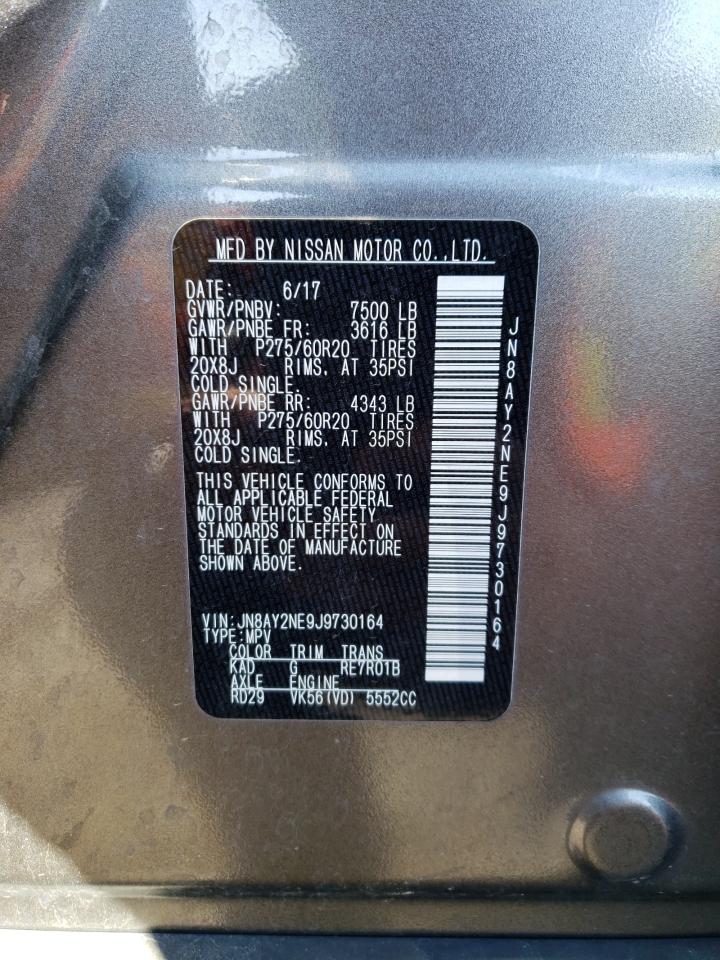 MFD BY NISSAN MOTOR CO.,LTD.
DATE: 6/17
GVWR/PNBV: 7500 LB
GAWR/PNBE FR: 3616 LB
WITH P275/60R20 TIRES
20X8J RIMS, AT 35PSI
COLD SINGLE.
GAWR/PNBE RR: 4343 LB
WITH P275/60R20 TIRES
20X8J RIMS, AT 35PSI
COLD SINGLE.
THIS VEHICLE CONFORMS TO
ALL APPLICABLE FEDERAL
MOTOR VEHICLE SAFETY
STANDARDS IN EFFECT ON
THE DATE OF MANUFACTURE
SHOWN ABOVE.
VIN:JN8AY2NE9J9730164
TYPE:MPV
COLOR TRIM TRANS
KAD G RE7R01B
AXLE ENGINE
RD29 VK56(VD) 5552CC
JN8AY2NE9J9730164